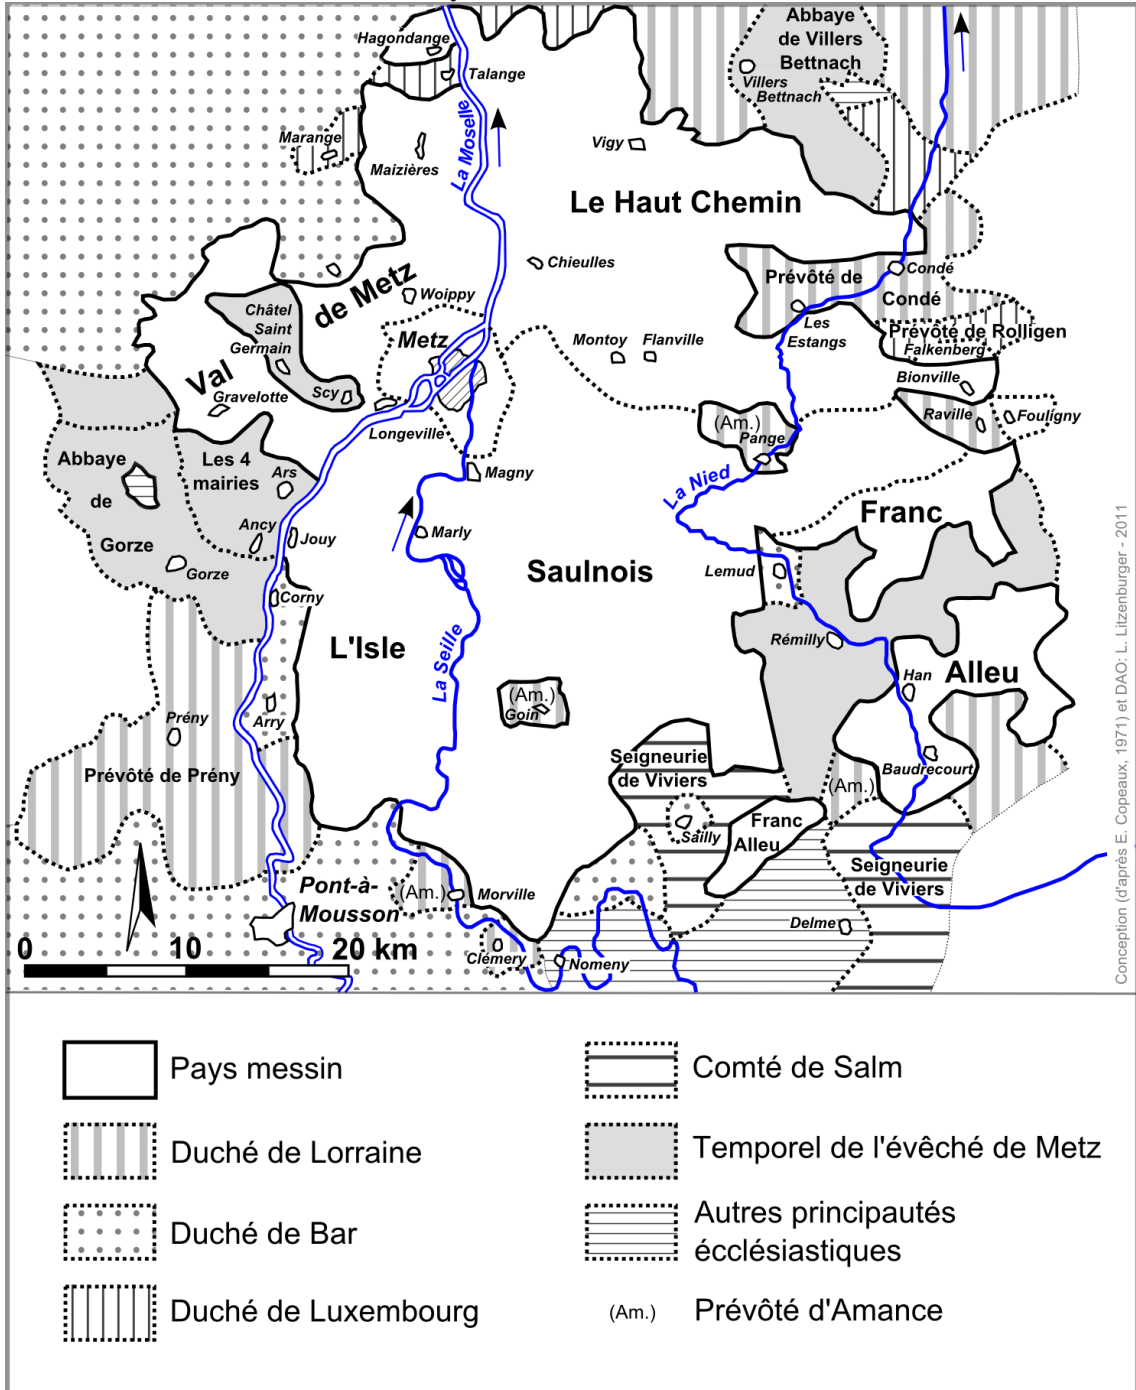 Abbaye
de Villers
Bettnach
Hagondange
Talange
Villers
Bettnach
La Moselle
Marange
Maizières
Vigy
Le Haut Chemin
Chieulles
Prévôté de
Condé
Condé
Val
de Metz
Woippy
Châtel
Saint
Germain
Metz
Les
Estangs
Montoy
Flanville
Prévôté de Rolligen
Falkenberg
Bionville
Scy
Gravelotte
Longeville
(Am.)
Pange
Raville
Fouligny
Abbaye
de
Gorze
Les 4
mairies
Ars
Magny
La Nied
Franc
Ancy
Jouy
Marly
Gorze
Lemud
Saulnois
Corny
L'Isle
La Seille
Rémilly
Han
Alleu
(Am.)
Goin
Prény
Arry
Prévôté de Prény
Seigneurie
de Viviers
Baudrecourt
(Am.)
Sailly
Franc
Alleu
Seigneurie
de Viviers
Pont-à-
Mousson
(Am.)
Morville
Delme
Clémery
Nomeny
0
10
20 km
Conception (d'après E. Copeaux, 1971) et DAO: L. Litzenburger - 2011
Pays messin
Duché de Lorraine
Duché de Bar
Duché de Luxembourg
Comté de Salm
Temporel de l'évêché de Metz
Autres principautés
écclésiastiques
(Am.) Prévôté d'Amance